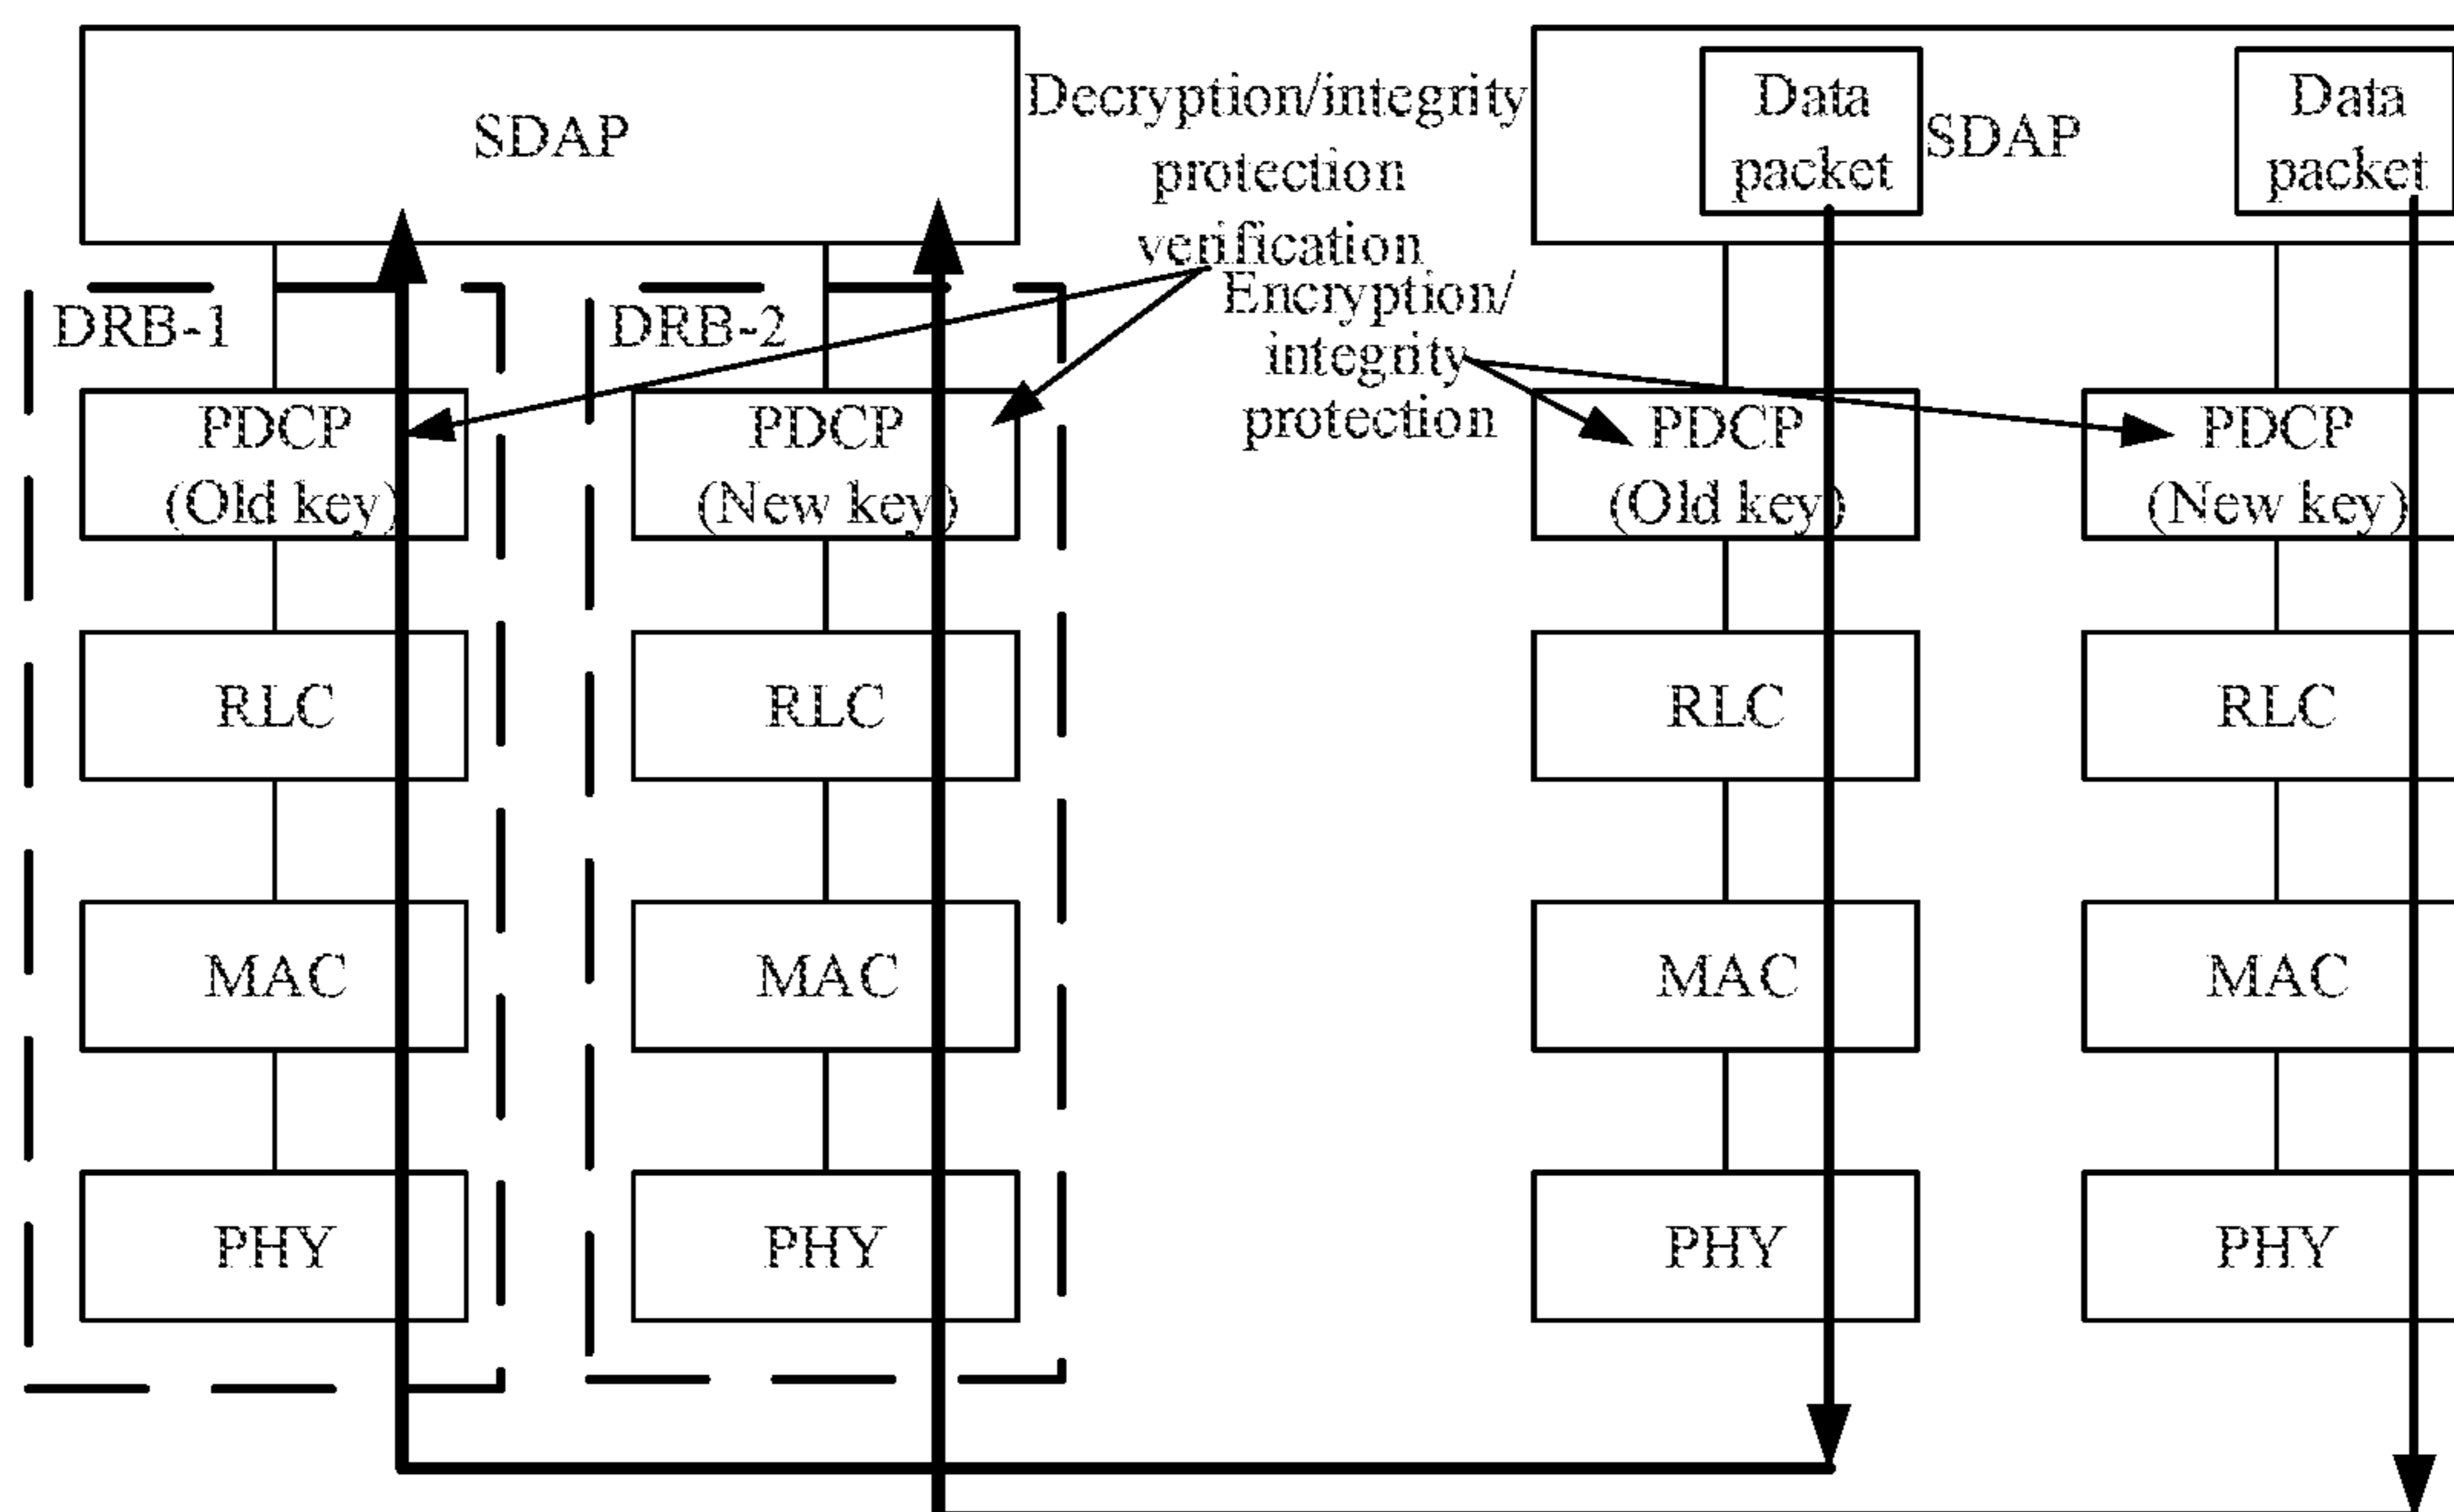 SDAP
Decryption/integrity
protection
verification
Data
packet
SDAP
Data
packet
DRB-1
DRB-2
Encryption/
integrity
protection
PDCP
(Old key)
PDCP
(New key)
PDCP
(Old key)
PDCP
(New key)
RLC
RLC
RLC
RLC
MAC
MAC
MAC
MAC
PHY
PHY
PHY
PHY